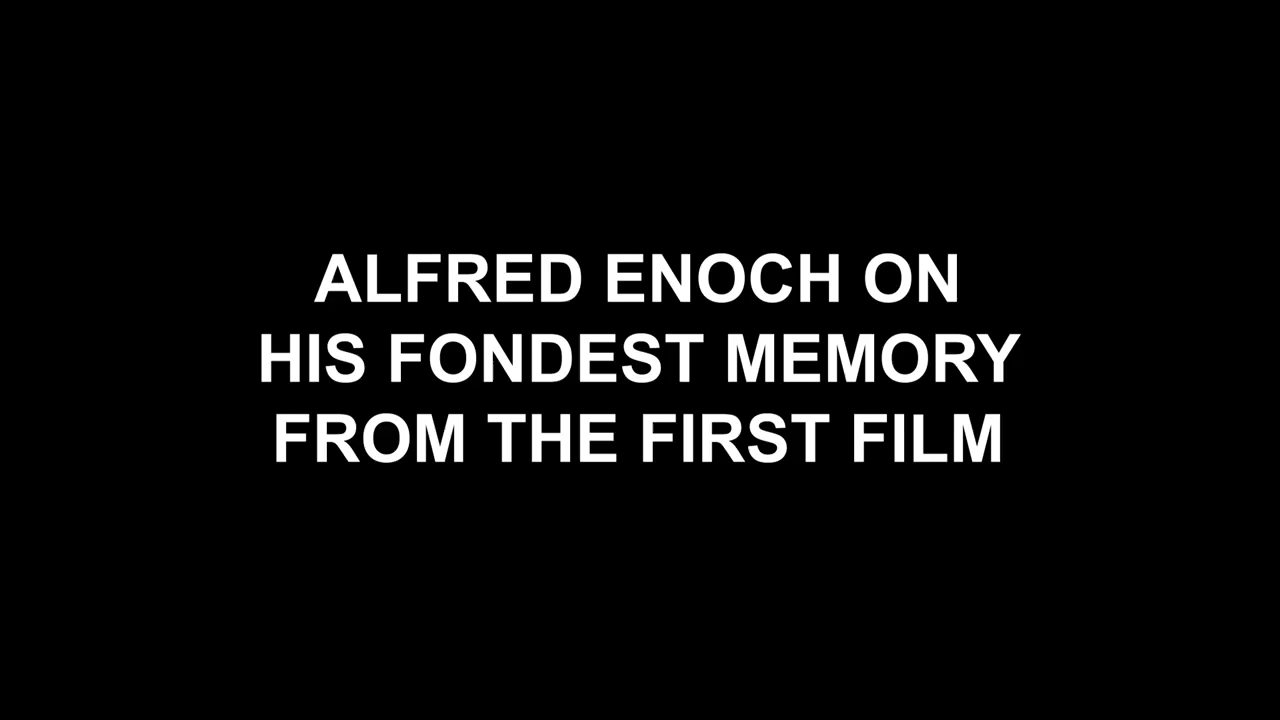 ALFRED ENOCH ON
HIS FONDEST MEMORY
FROM THE FIRST FILM